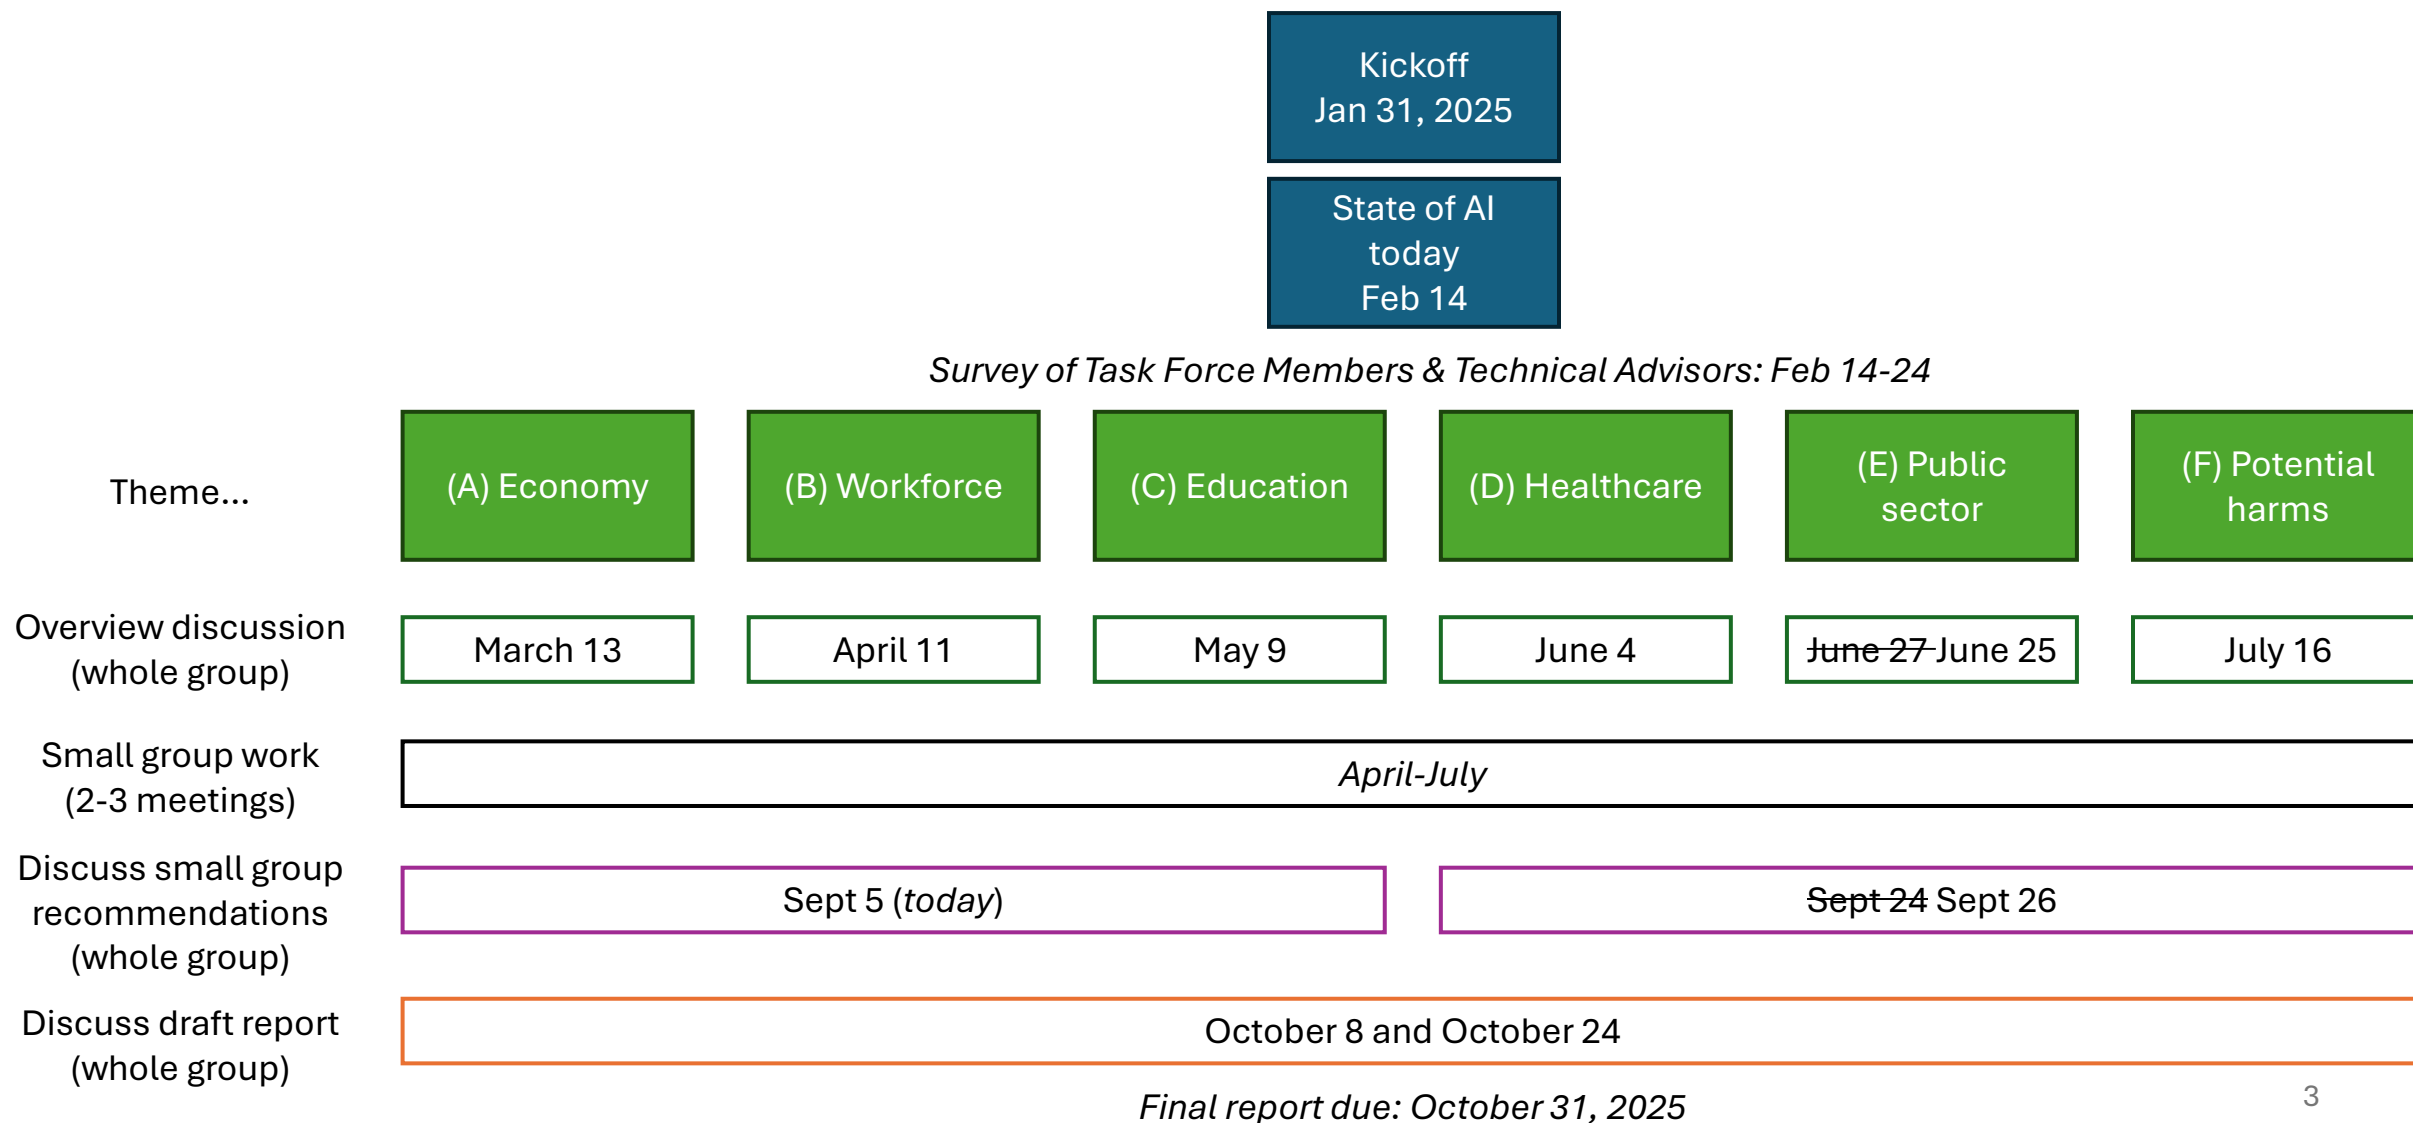 Kickoff
Jan 31, 2025
State of AI
today
Feb 14
Survey of Task Force Members & Technical Advisors: Feb 14-24
Theme...
(A) Economy
(B) Workforce
(C) Education
(D) Healthcare
(E) Public
sector
(F) Potential
harms
Overview discussion
(whole group)
March 13
April 11
May 9
June 4
June 27 June 25
July 16
Small group work
(2-3 meetings)
April-July
Discuss small group
recommendations
(whole group)
Sept 5 (today)
Sept 24 Sept 26
Discuss draft report
(whole group)
October 8 and October 24
Final report due: October 31, 2025
3